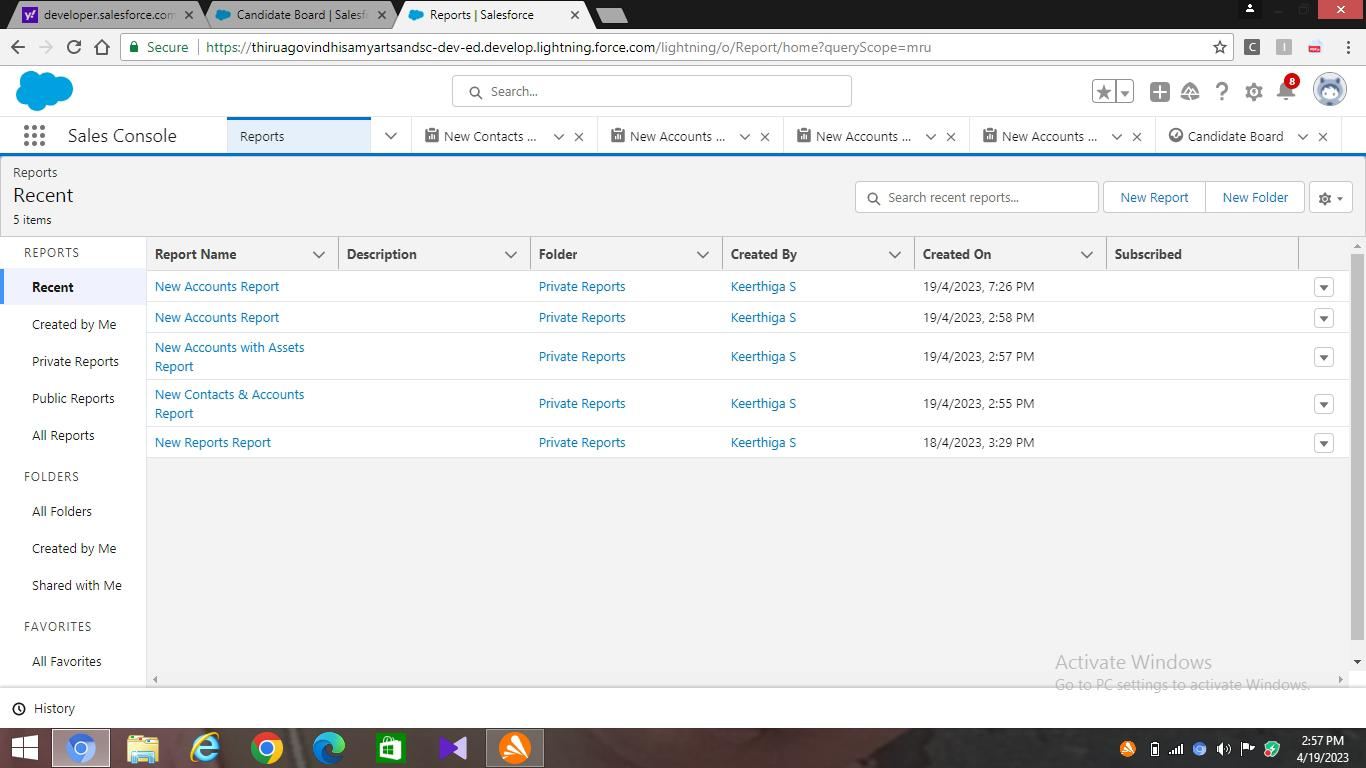 developer.salesforce.com
Candidate Board | Salesf
Reports | Salesforce
Secure https://thiruagovindhisamyartsandsc-dev-ed.develop.lightning.force.com/lightning/o/Report/home?queryScope=mru
Search...
8
Sales Console
Reports
New Contacts ...
New Accounts ...
New Accounts ...
New Accounts ...
Candidate Board
Reports
Recent
5 items
Search recent reports...
New Report
New Folder
REPORTS
Recent
Created by Me
Private Reports
Public Reports
All Reports
FOLDERS
All Folders
Created by Me
Shared with Me
FAVORITES
All Favorites
Report Name Description Folder Created By Created On Subscribed
New Accounts Report Private Reports Keerthiga S 19/4/2023, 7:26 PM
New Accounts Report Private Reports Keerthiga S 19/4/2023, 2:58 PM
New Accounts with Assets
Report Private Reports Keerthiga S 19/4/2023, 2:57 PM
New Contacts & Accounts
Report Private Reports Keerthiga S 19/4/2023, 2:55 PM
New Reports Report Private Reports Keerthiga S 18/4/2023, 3:29 PM
Activate Windows
Go to PC settings to activate Windows.
History
2:57 PM
4/19/2023